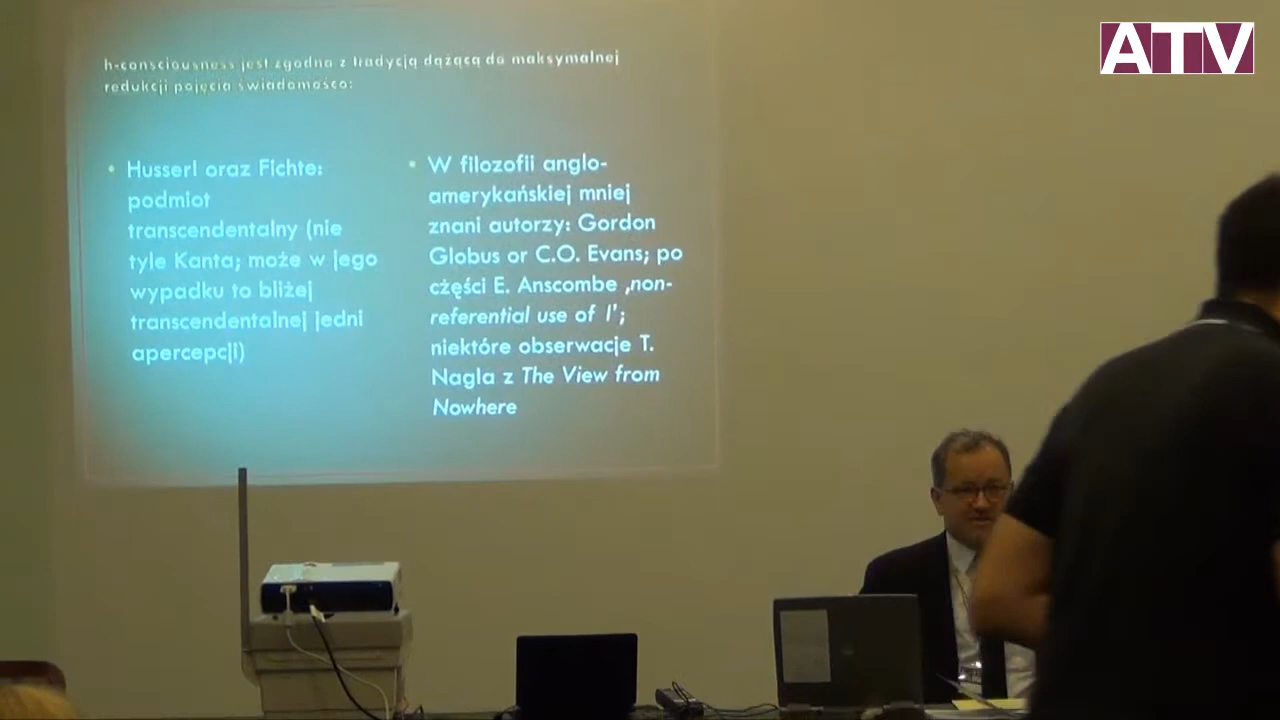 h-consciousness jest zgodna z tradycją dążącą do maksymalnej
redukcji pojęcia świadomośco:
• Husserl oraz Fichte:
podmiot
transcendentalny (nie
tyle Kanta; może w jego
wypadku to bliżej
transcendentalnej jedni
apercepcji)
• W filozofii anglo-
amerykańskiej mniej
znani autorzy: Gordon
Globus or C.O. Evans; po
części E. Anscombe ‚non-
referential use of I’;
niektóre obserwacje T.
Nagla z The View from
Nowhere
ATV